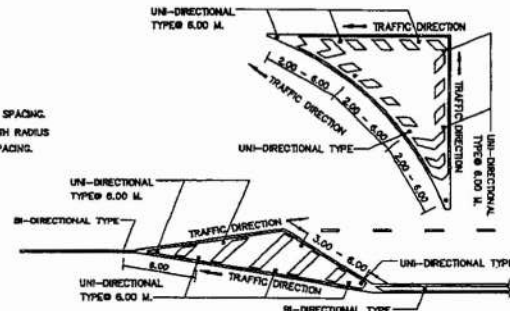 UNI-DIRECTIONAL
TYPE@ 6.00 M.
TRAFFIC DIRECTION
2.00 - 6.00
2.00 - 6.00
2.00-6.00
TRAFFIC DIRECTION
TRAFFIC DIRECTION
UNI-DIRECTIONAL
TYPE@ 6.00 M.
SPACING.
RADIUS
UNI-DIRECTIONAL TYPE
UNI-DIRECTIONAL
TYPE@ 6.00 M.
BI-DIRECTIONAL TYPE
TRAFFIC DIRECTION
3.00 - 6.00
UNI-DIRECTIONAL TYPE
6.00
UNI-DIRECTIONAL
TYPE@ 6.00 M.
TRAFFIC DIRECTION
BI-DIRECTIONAL TYPE